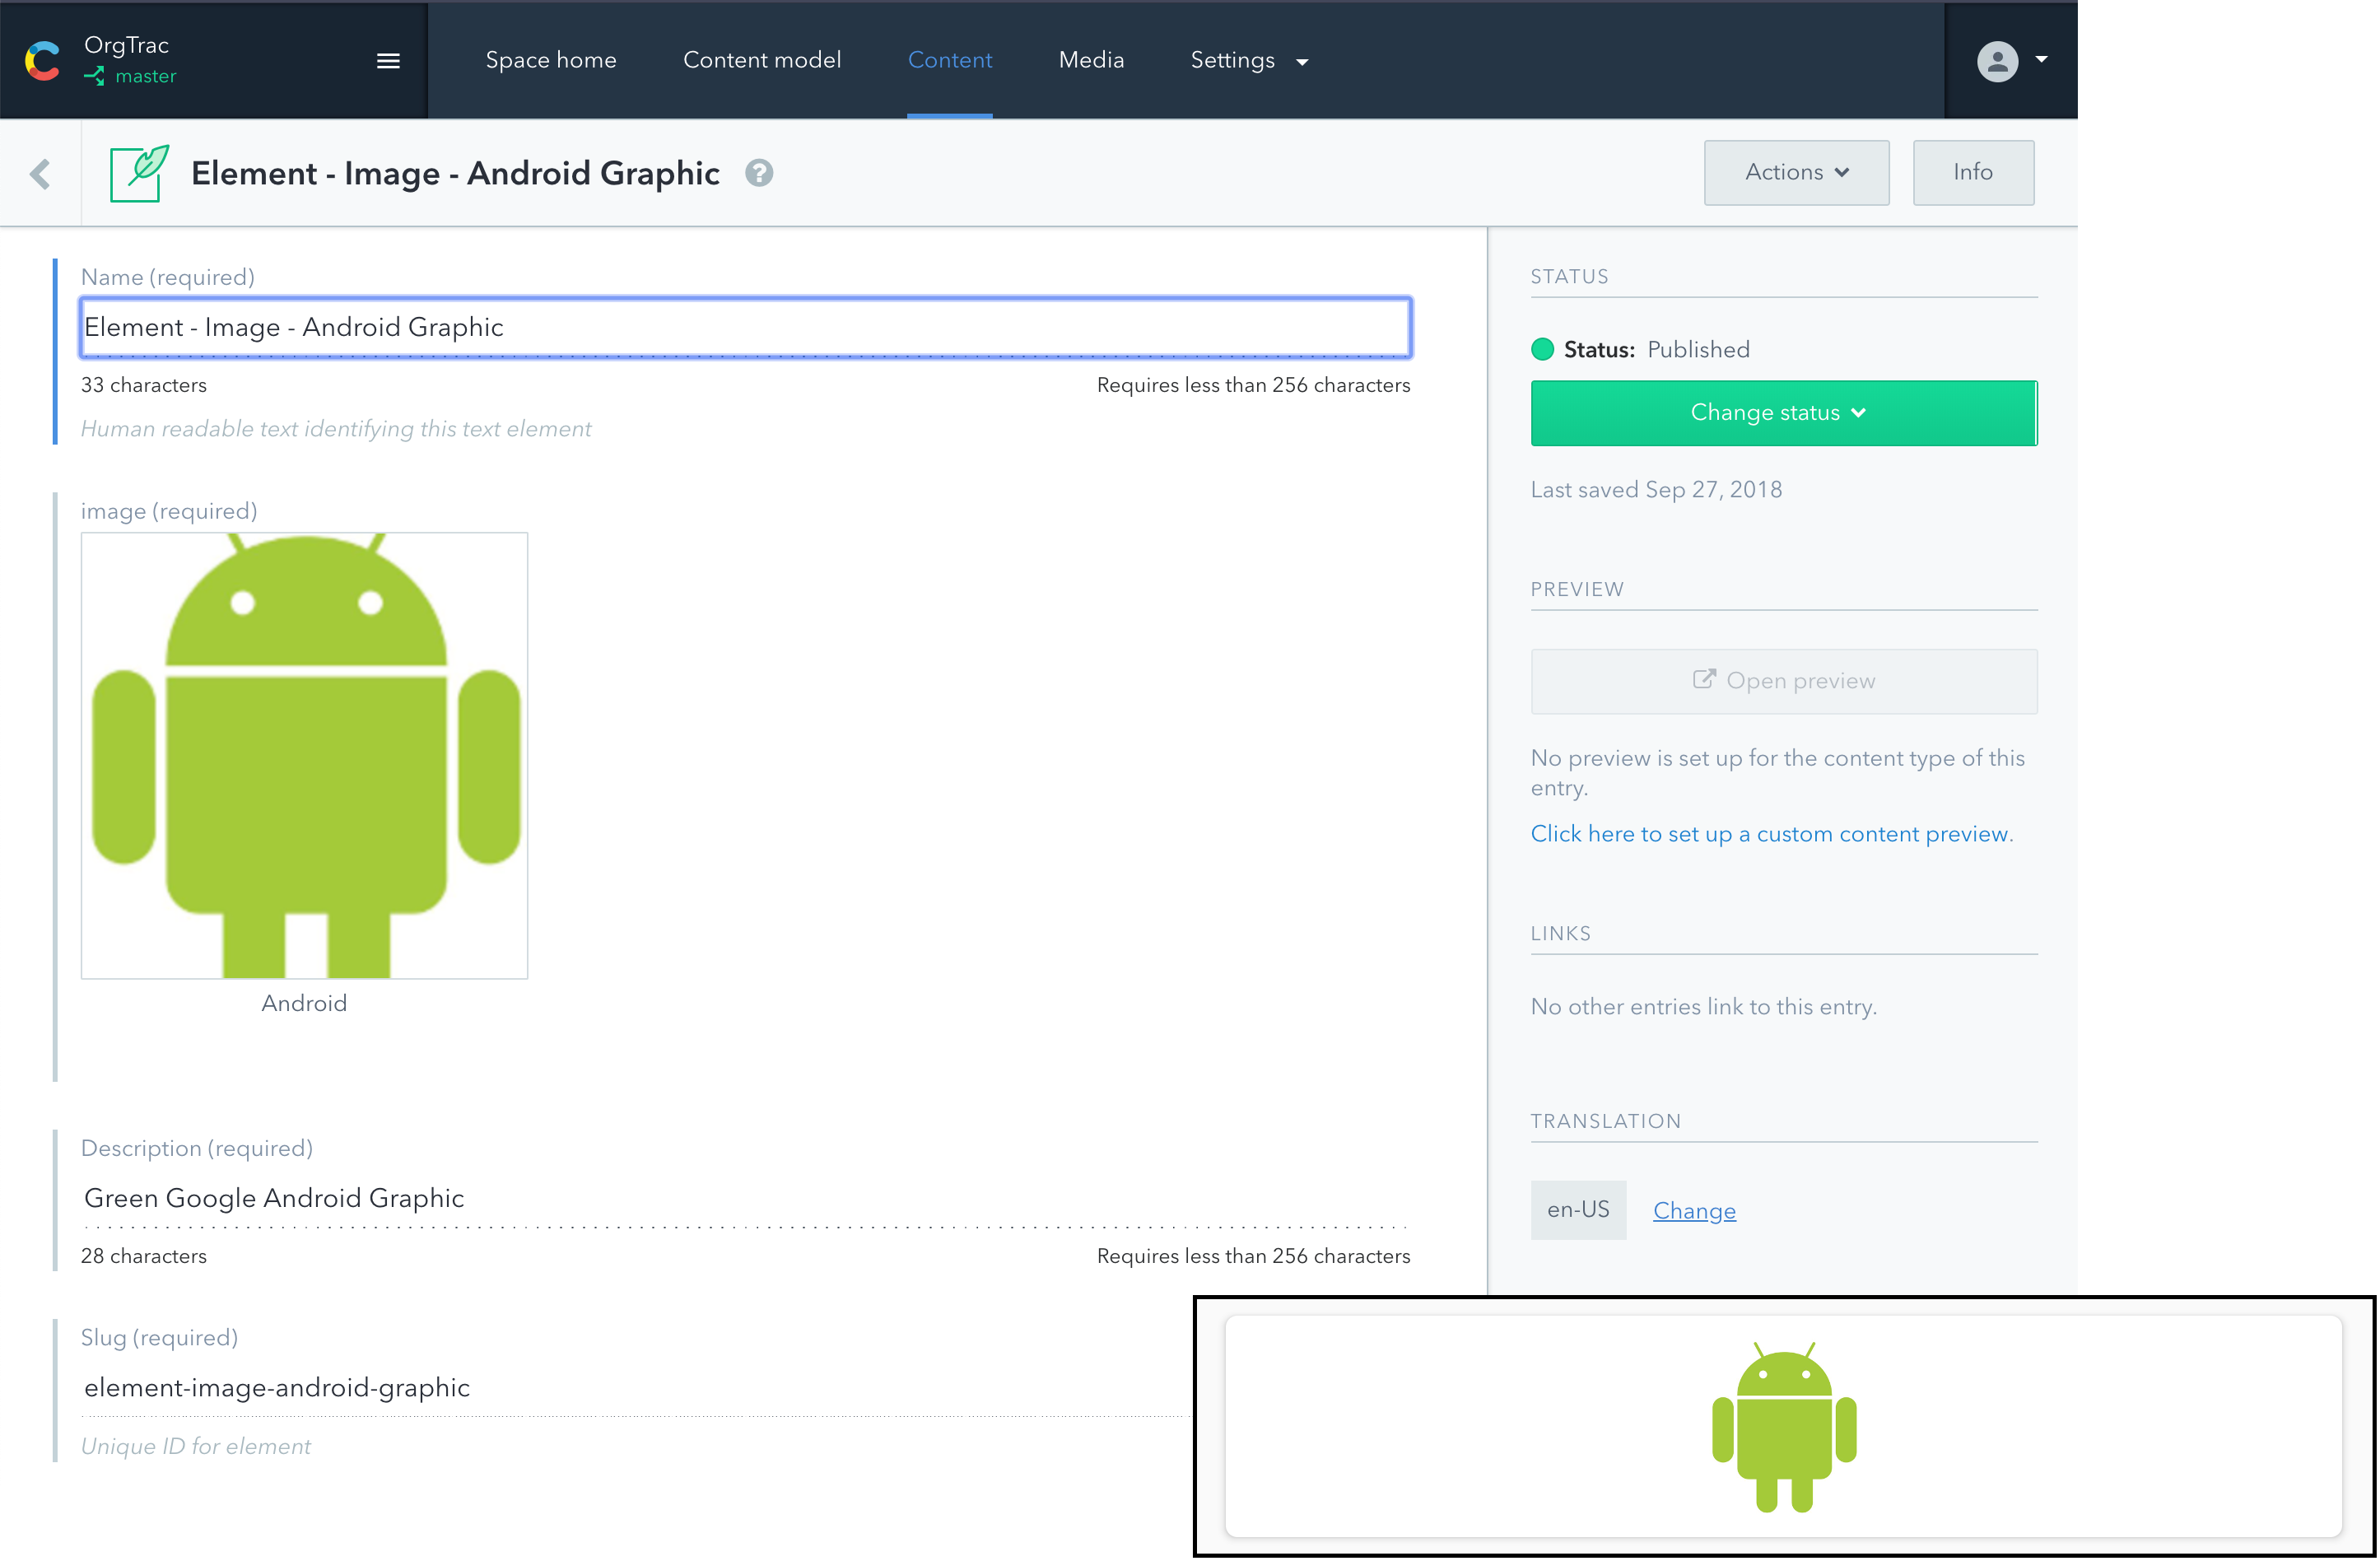 OrgTrac
master
Space home
Content model
Content
Media
Settings
Element - Image - Android Graphic
?
Actions
Info
Name (required)
Element - Image - Android Graphic
33 characters
Requires less than 256 characters
Human readable text identifying this text element
image (required)
Android
Description (required)
Green Google Android Graphic
28 characters
Requires less than 256 characters
Slug (required)
element-image-android-graphic
Unique ID for element
STATUS
Status: Published
Change status
Last saved Sep 27, 2018
PREVIEW
Open preview
No preview is set up for the content type of this
entry.
Click here to set up a custom content preview.
LINKS
No other entries link to this entry.
TRANSLATION
en-US
Change